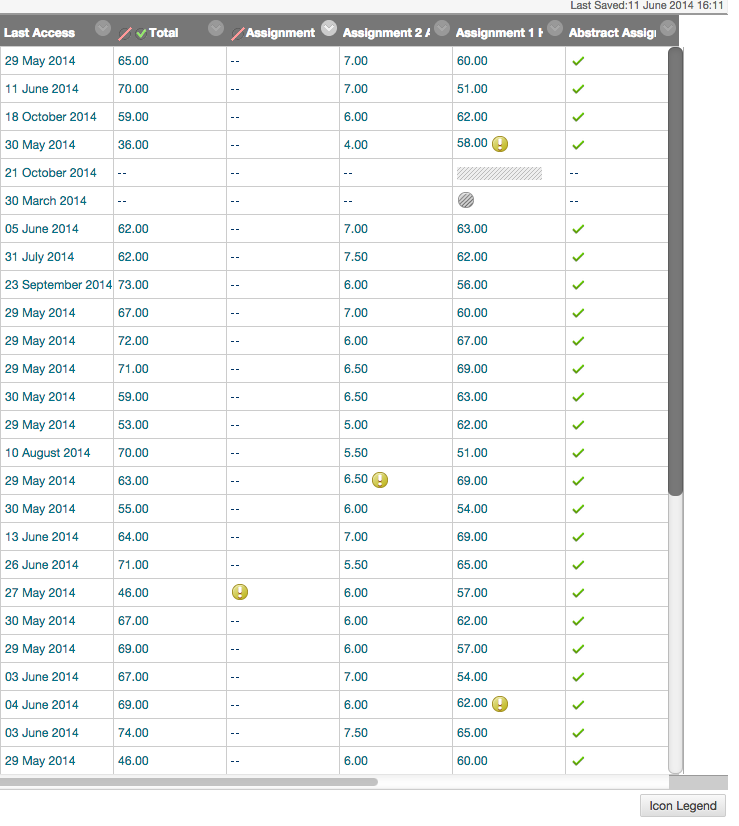 Last Saved:11 June 2014 16:11
Last Access Total Assignment Assignment 2 A Assignment 1 H Abstract Assig
29 May 2014 65.00 -- 7.00 60.00
11 June 2014 70.00 -- 7.00 51.00
18 October 2014 59.00 -- 6.00 62.00
30 May 2014 36.00 -- 4.00 58.00
21 October 2014 -- -- -- --
30 March 2014 -- -- -- --
05 June 2014 62.00 -- 7.00 63.00
31 July 2014 62.00 -- 7.50 62.00
23 September 2014 73.00 -- 6.00 56.00
29 May 2014 67.00 -- 7.00 60.00
29 May 2014 72.00 -- 6.00 67.00
29 May 2014 71.00 -- 6.50 69.00
30 May 2014 59.00 -- 6.50 63.00
29 May 2014 53.00 -- 5.00 62.00
10 August 2014 70.00 -- 5.50 51.00
29 May 2014 63.00 -- 6.50 69.00
30 May 2014 55.00 -- 6.00 54.00
13 June 2014 64.00 -- 7.00 69.00
26 June 2014 71.00 -- 5.50 65.00
27 May 2014 46.00 6.00 57.00
30 May 2014 67.00 -- 6.00 62.00
29 May 2014 69.00 -- 6.00 57.00
03 June 2014 67.00 -- 7.00 54.00
04 June 2014 69.00 -- 6.00 62.00
03 June 2014 74.00 -- 7.50 65.00
29 May 2014 46.00 -- 6.00 60.00
Icon Legend